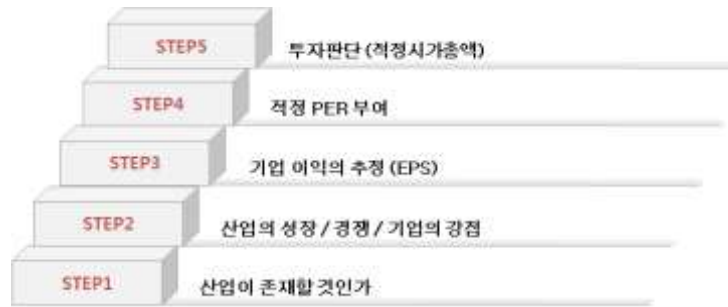 STEP5 투자판단 (적정시가총액)
STEP4 적정 PER 부여
STEP3 기업 이익의 추정 (EPS)
STEP2 산업의 성장 / 경쟁 / 기업의 강점
STEP1 산업이 존재할 것인가